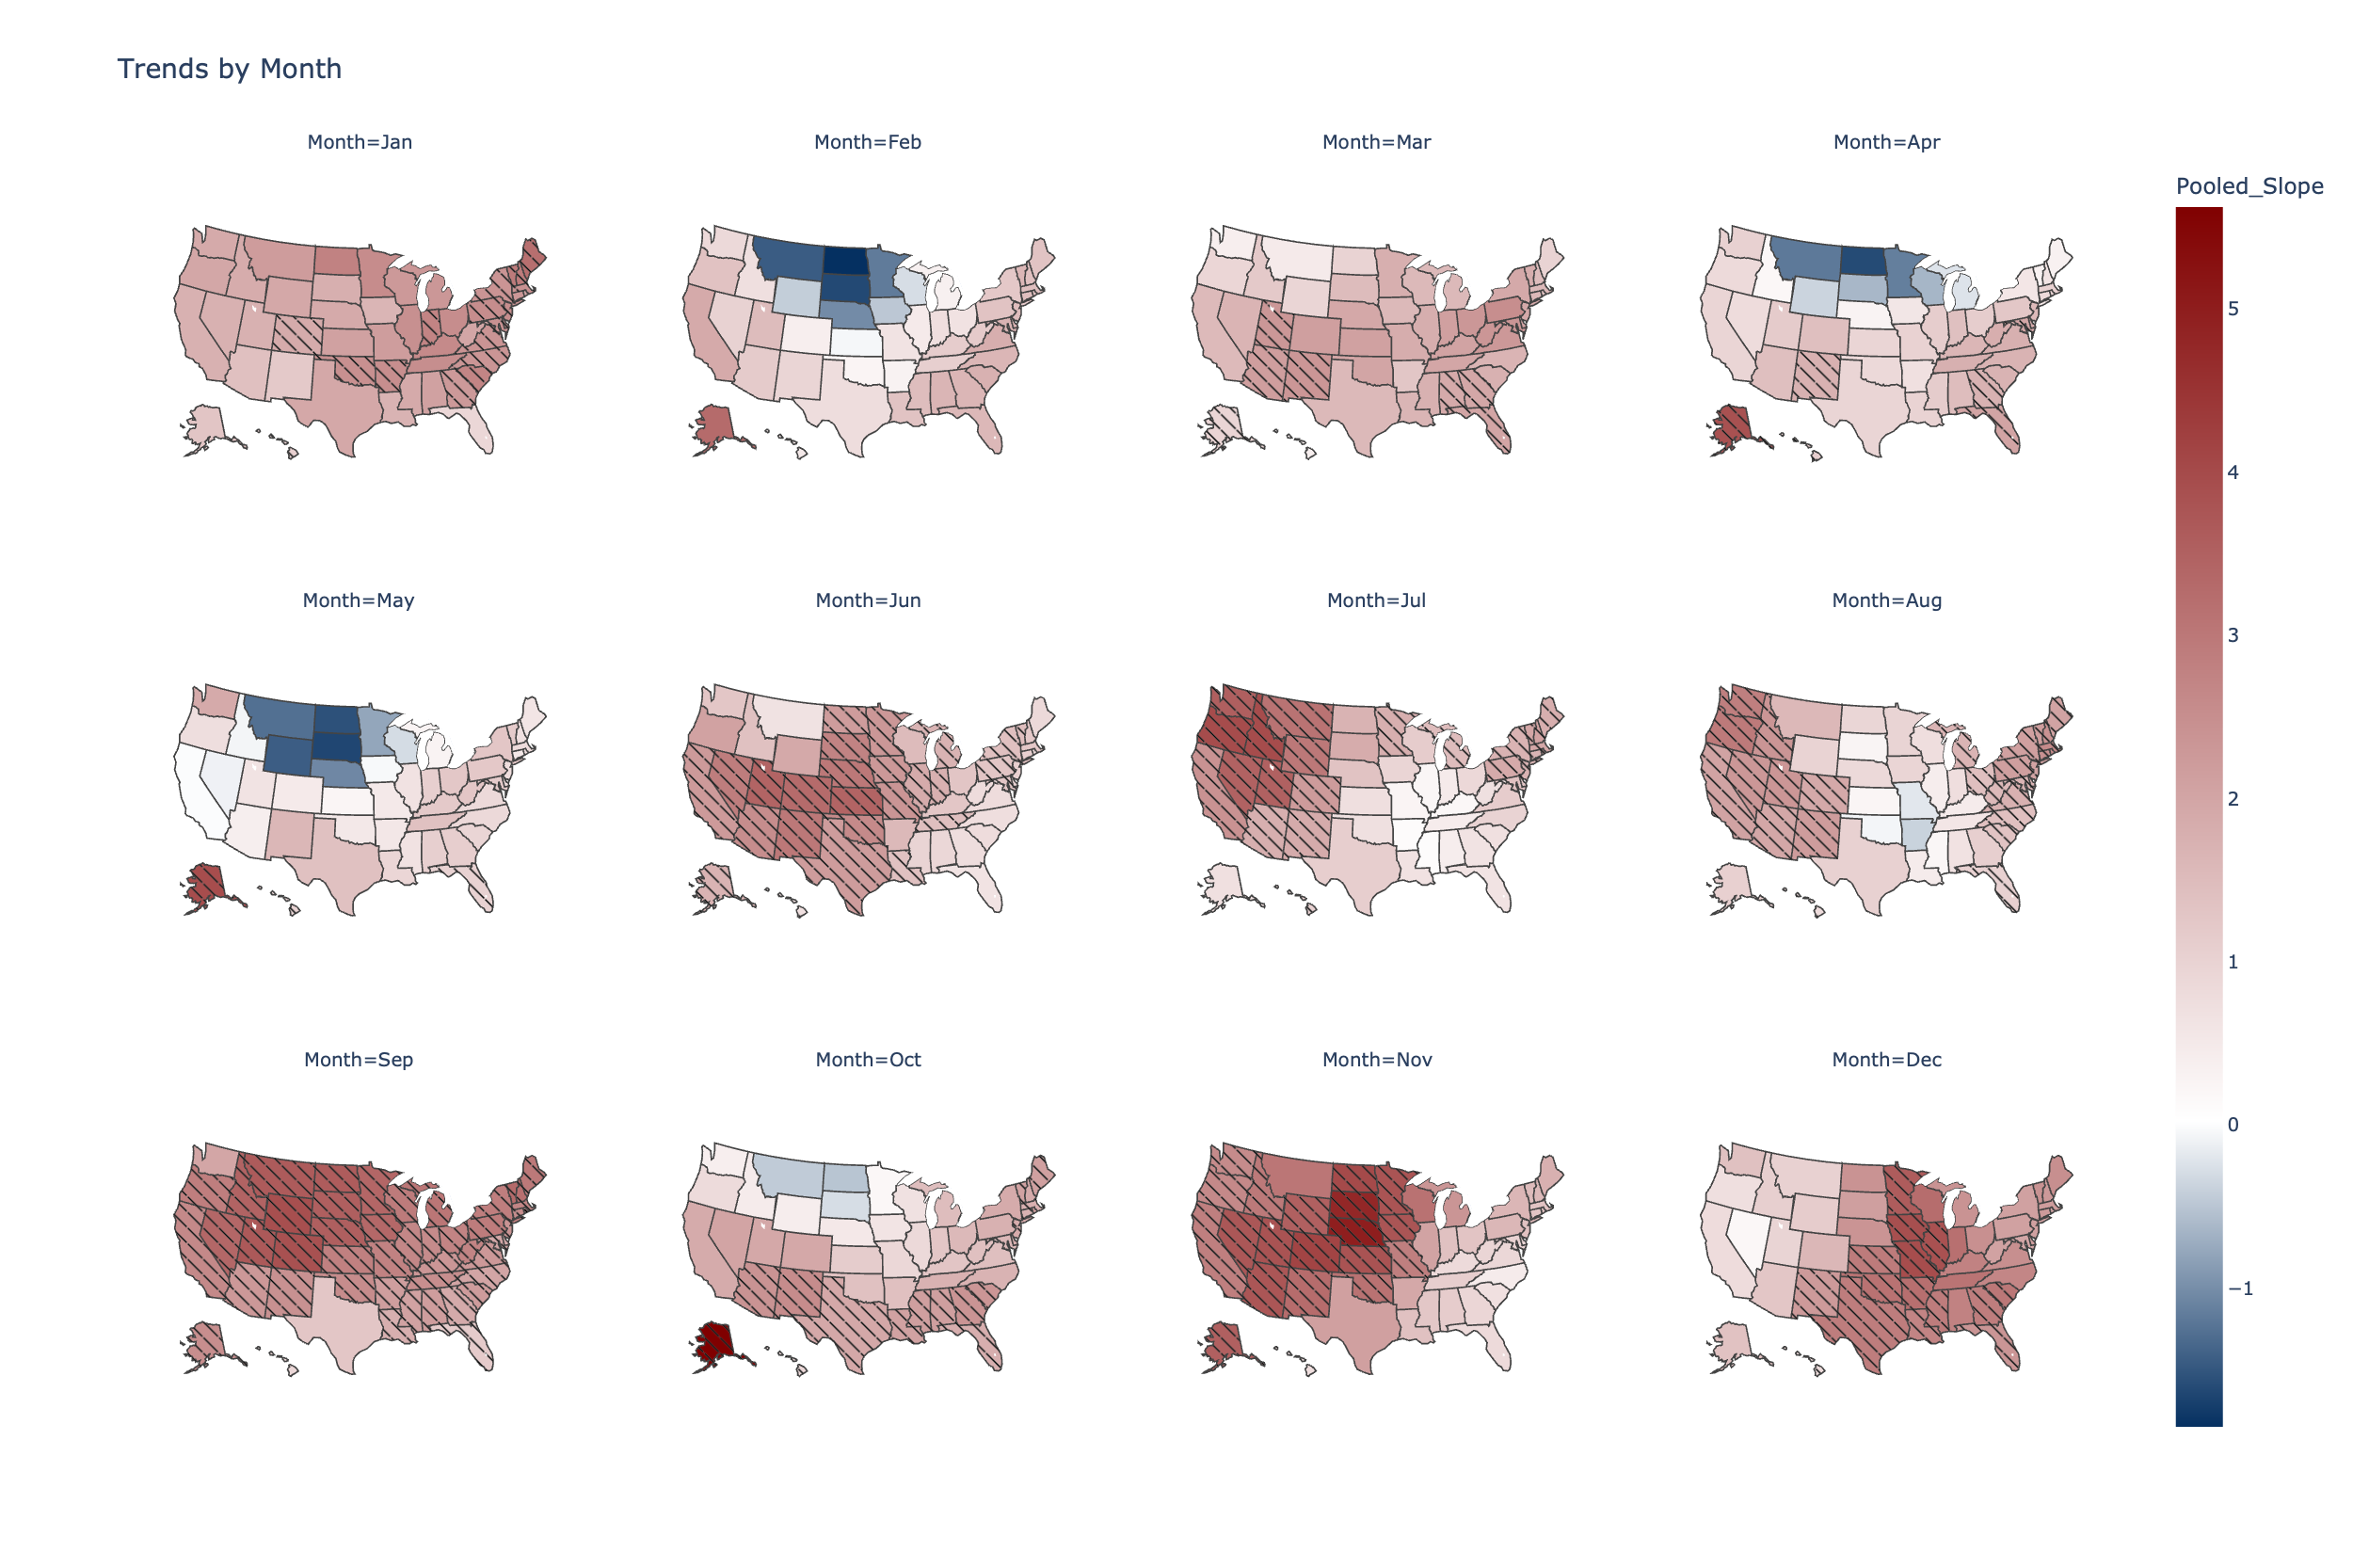 Trends by Month
Month=Jan
Month=Feb
Month=Mar
Month=Apr
Pooled_Slope
5
4
3
2
1
0
−1
Month=May
Month=Jun
Month=Jul
Month=Aug
Month=Sep
Month=Oct
Month=Nov
Month=Dec